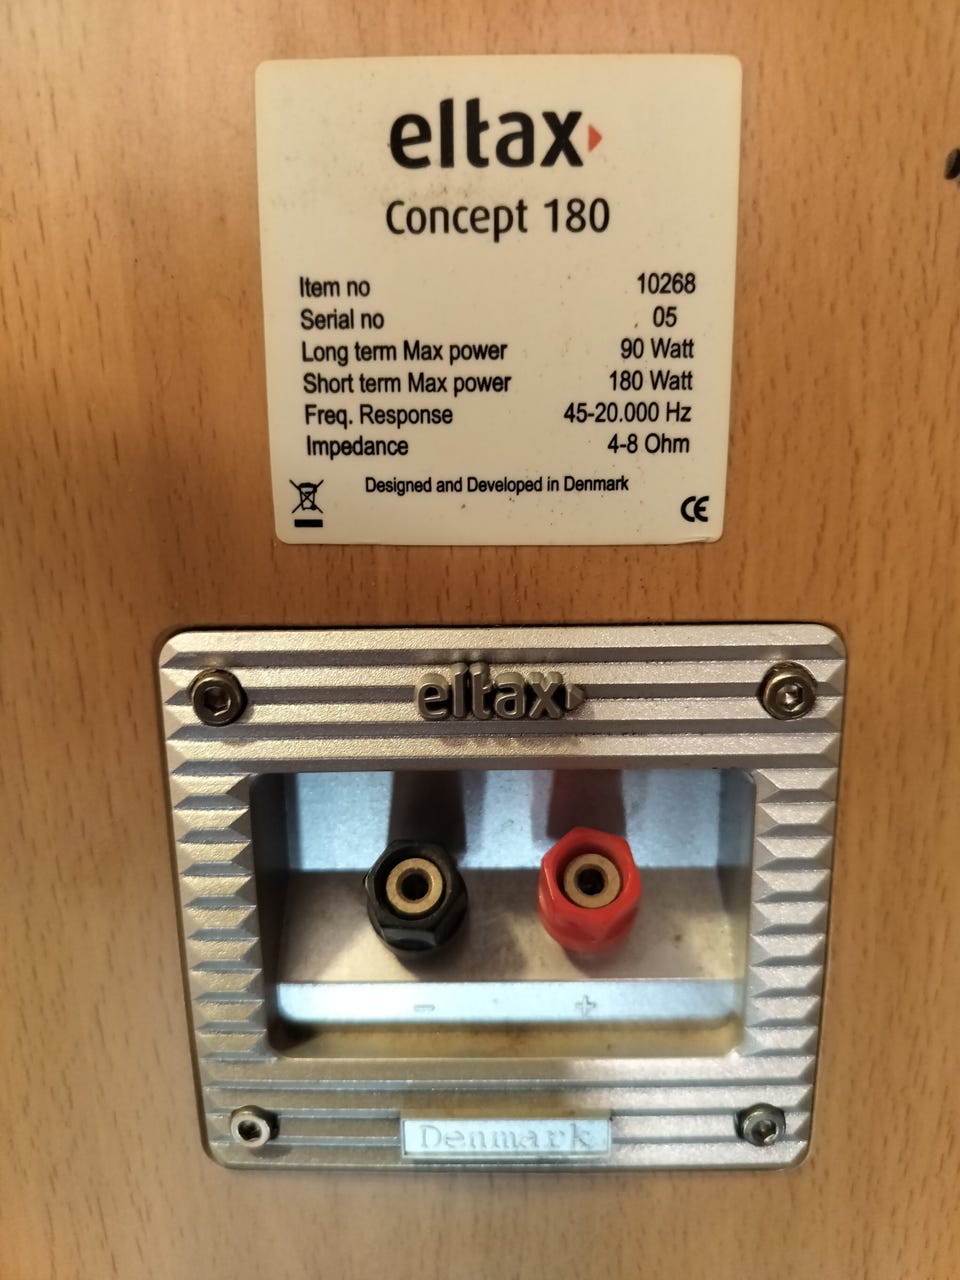 eltax
Concept 180
Item no 10268
Serial no 05
Long term Max power 90 Watt
Short term Max power 180 Watt
Freq. Response 45-20.000 Hz
Impedance 4-8 Ohm
Designed and Developed in Denmark
CE
eltax
- +
Denmark